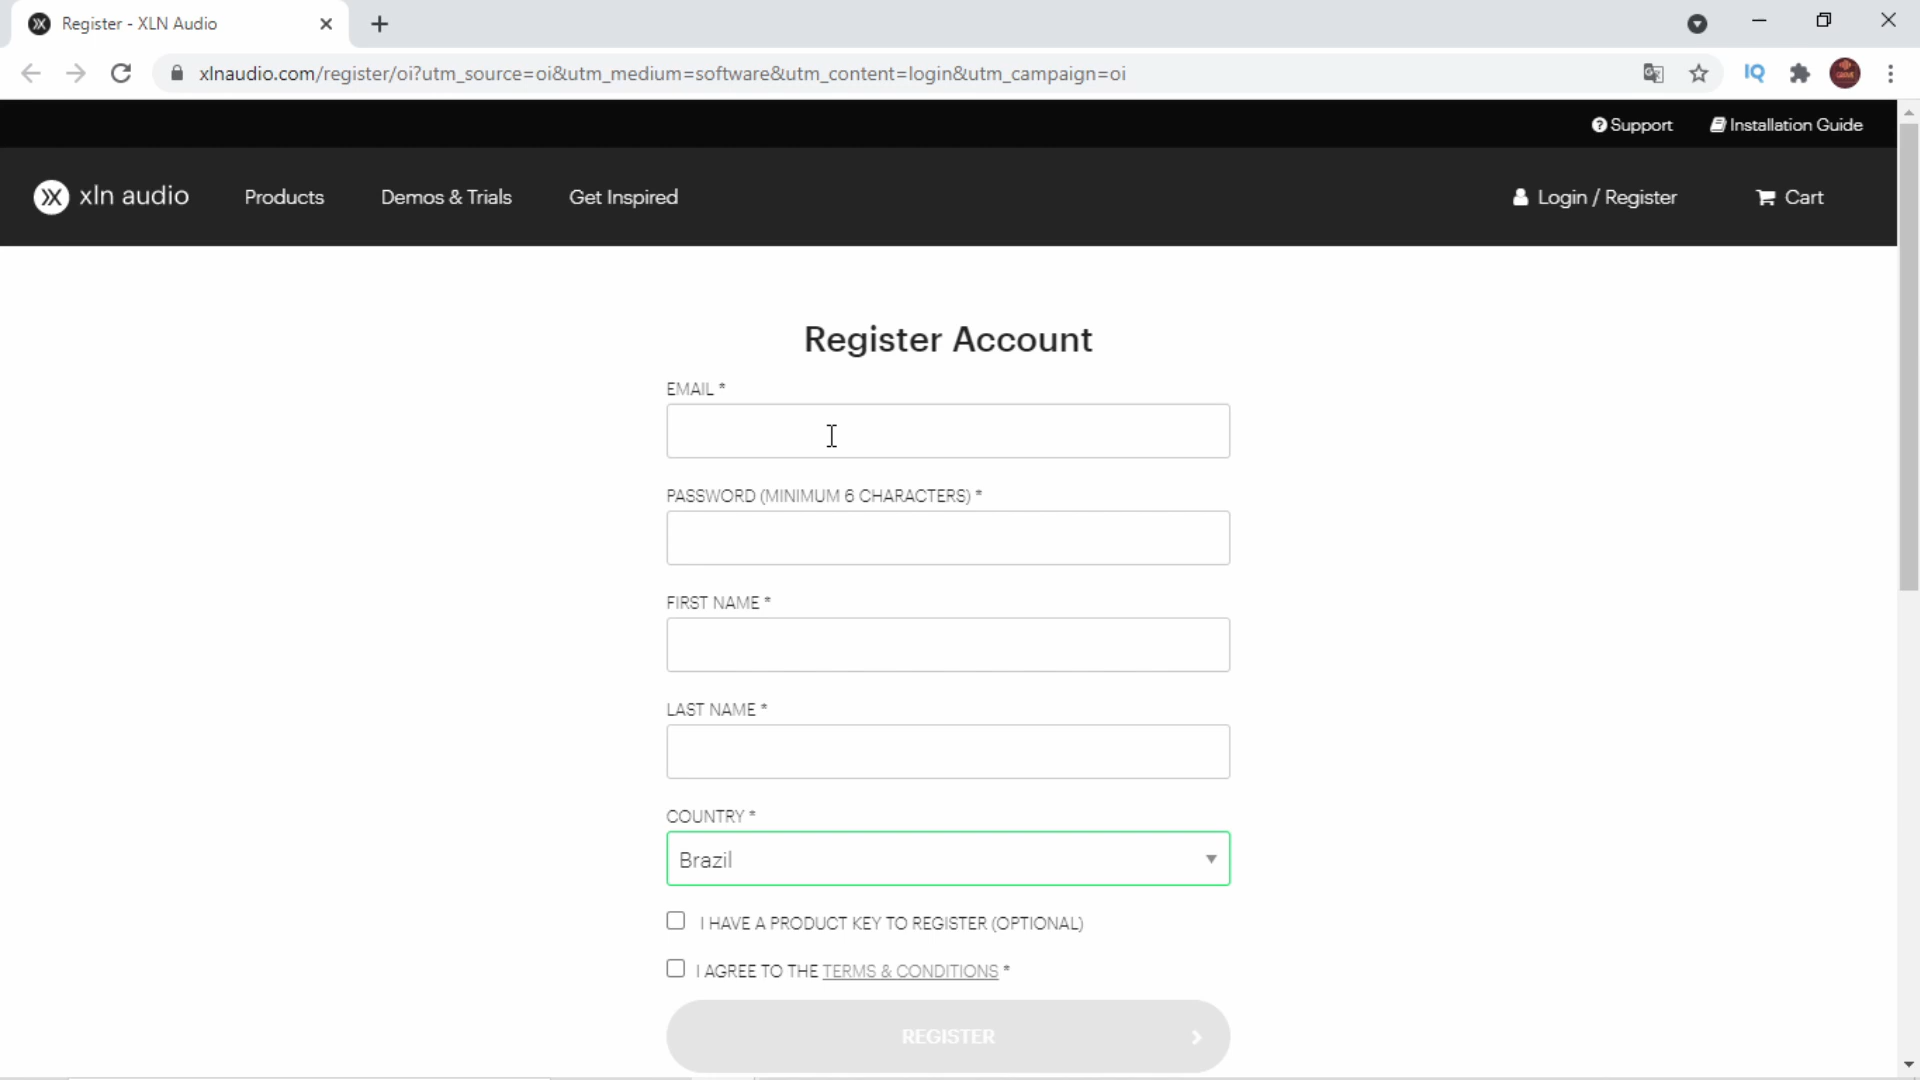 Register - XLN Audio
xlnaudio.com/register/oi?utm_source=oi&utm_medium=software&utm_content=login&utm_campaign=oi
IQ
Support
Installation Guide
xln audio
Products
Demos & Trials
Get Inspired
Login / Register
Cart
Register Account
EMAIL *
PASSWORD (MINIMUM 6 CHARACTERS) *
FIRST NAME *
LAST NAME *
COUNTRY *
Brazil
I HAVE A PRODUCT KEY TO REGISTER (OPTIONAL)
I AGREE TO THE TERMS & CONDITIONS *
REGISTER